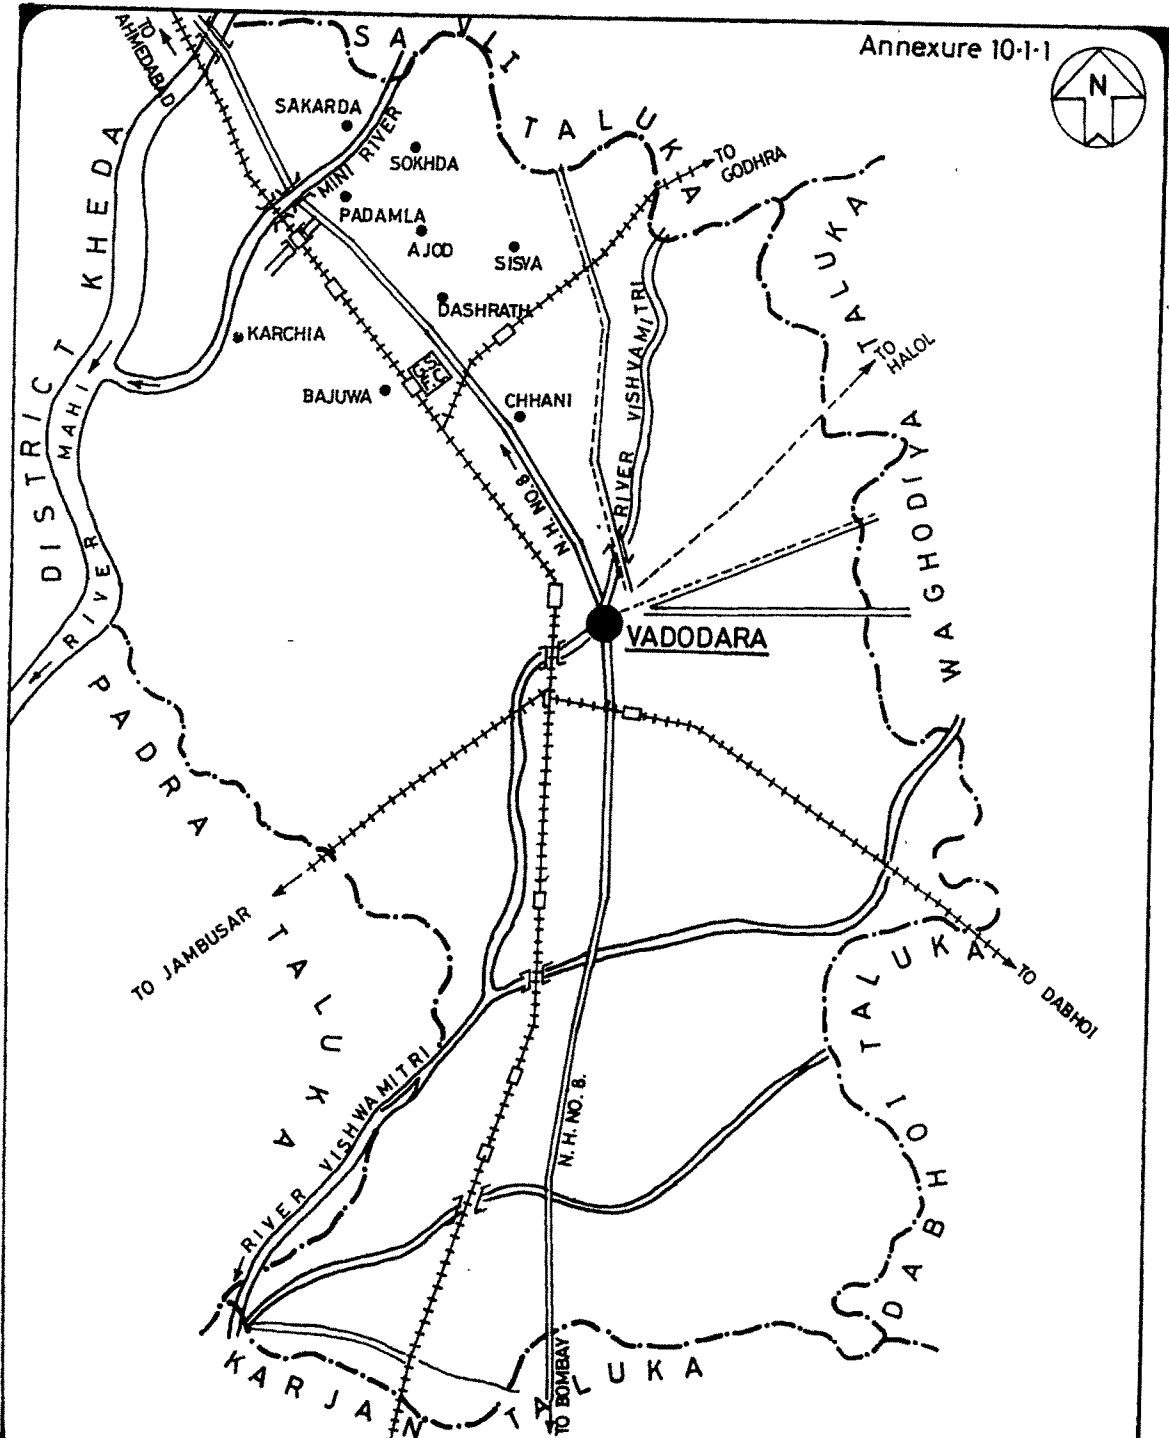 Annexure 10·1·1
N
TO AHMEDABAD
SAVLI TALUKA
SAKARDA
MINI RIVER
SOKHDA
TO GODHRA
PADAMLA
AJOD
SISVA
DISTRICT KHEDA
TALUKA
DASHRATH
KARCHIA
RIVER VISHVAMITRI
TO HALOL
RIVER MAHI
BAJUWA
CHHANI
N.H. NO.8
WAGHODIYA
VADODARA
PADRA TALUKA
TO JAMBUSAR
TO DABHOI
DABHOI TALUKA
RIVER VISHWAMITRI
N.H. NO. 8.
TO BOMBAY
KARJAN TALUKA